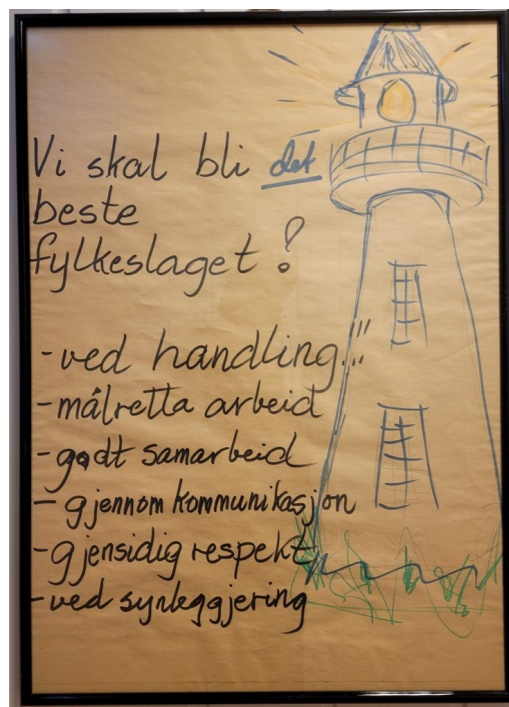 Vi skal bli det
beste
fylkeslaget?
-ved handling..."
-målretta arbeid
-godt samarbeid
-gjennom kommunikasjon
-gjensidig respekt
-ved synleggjering